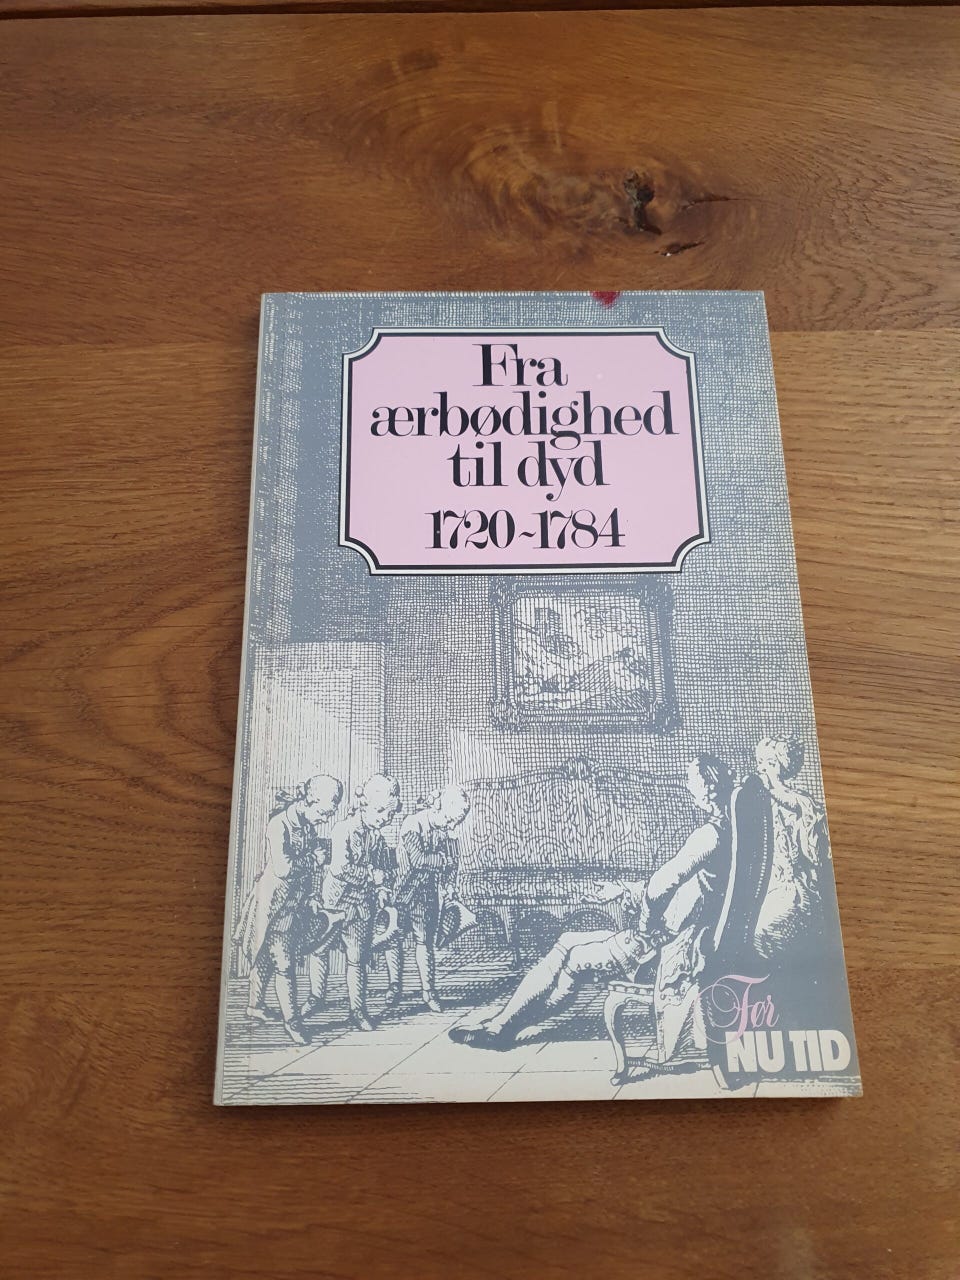 Fra
ærbødighed
til dyd
1720~1784
Før
NU TID